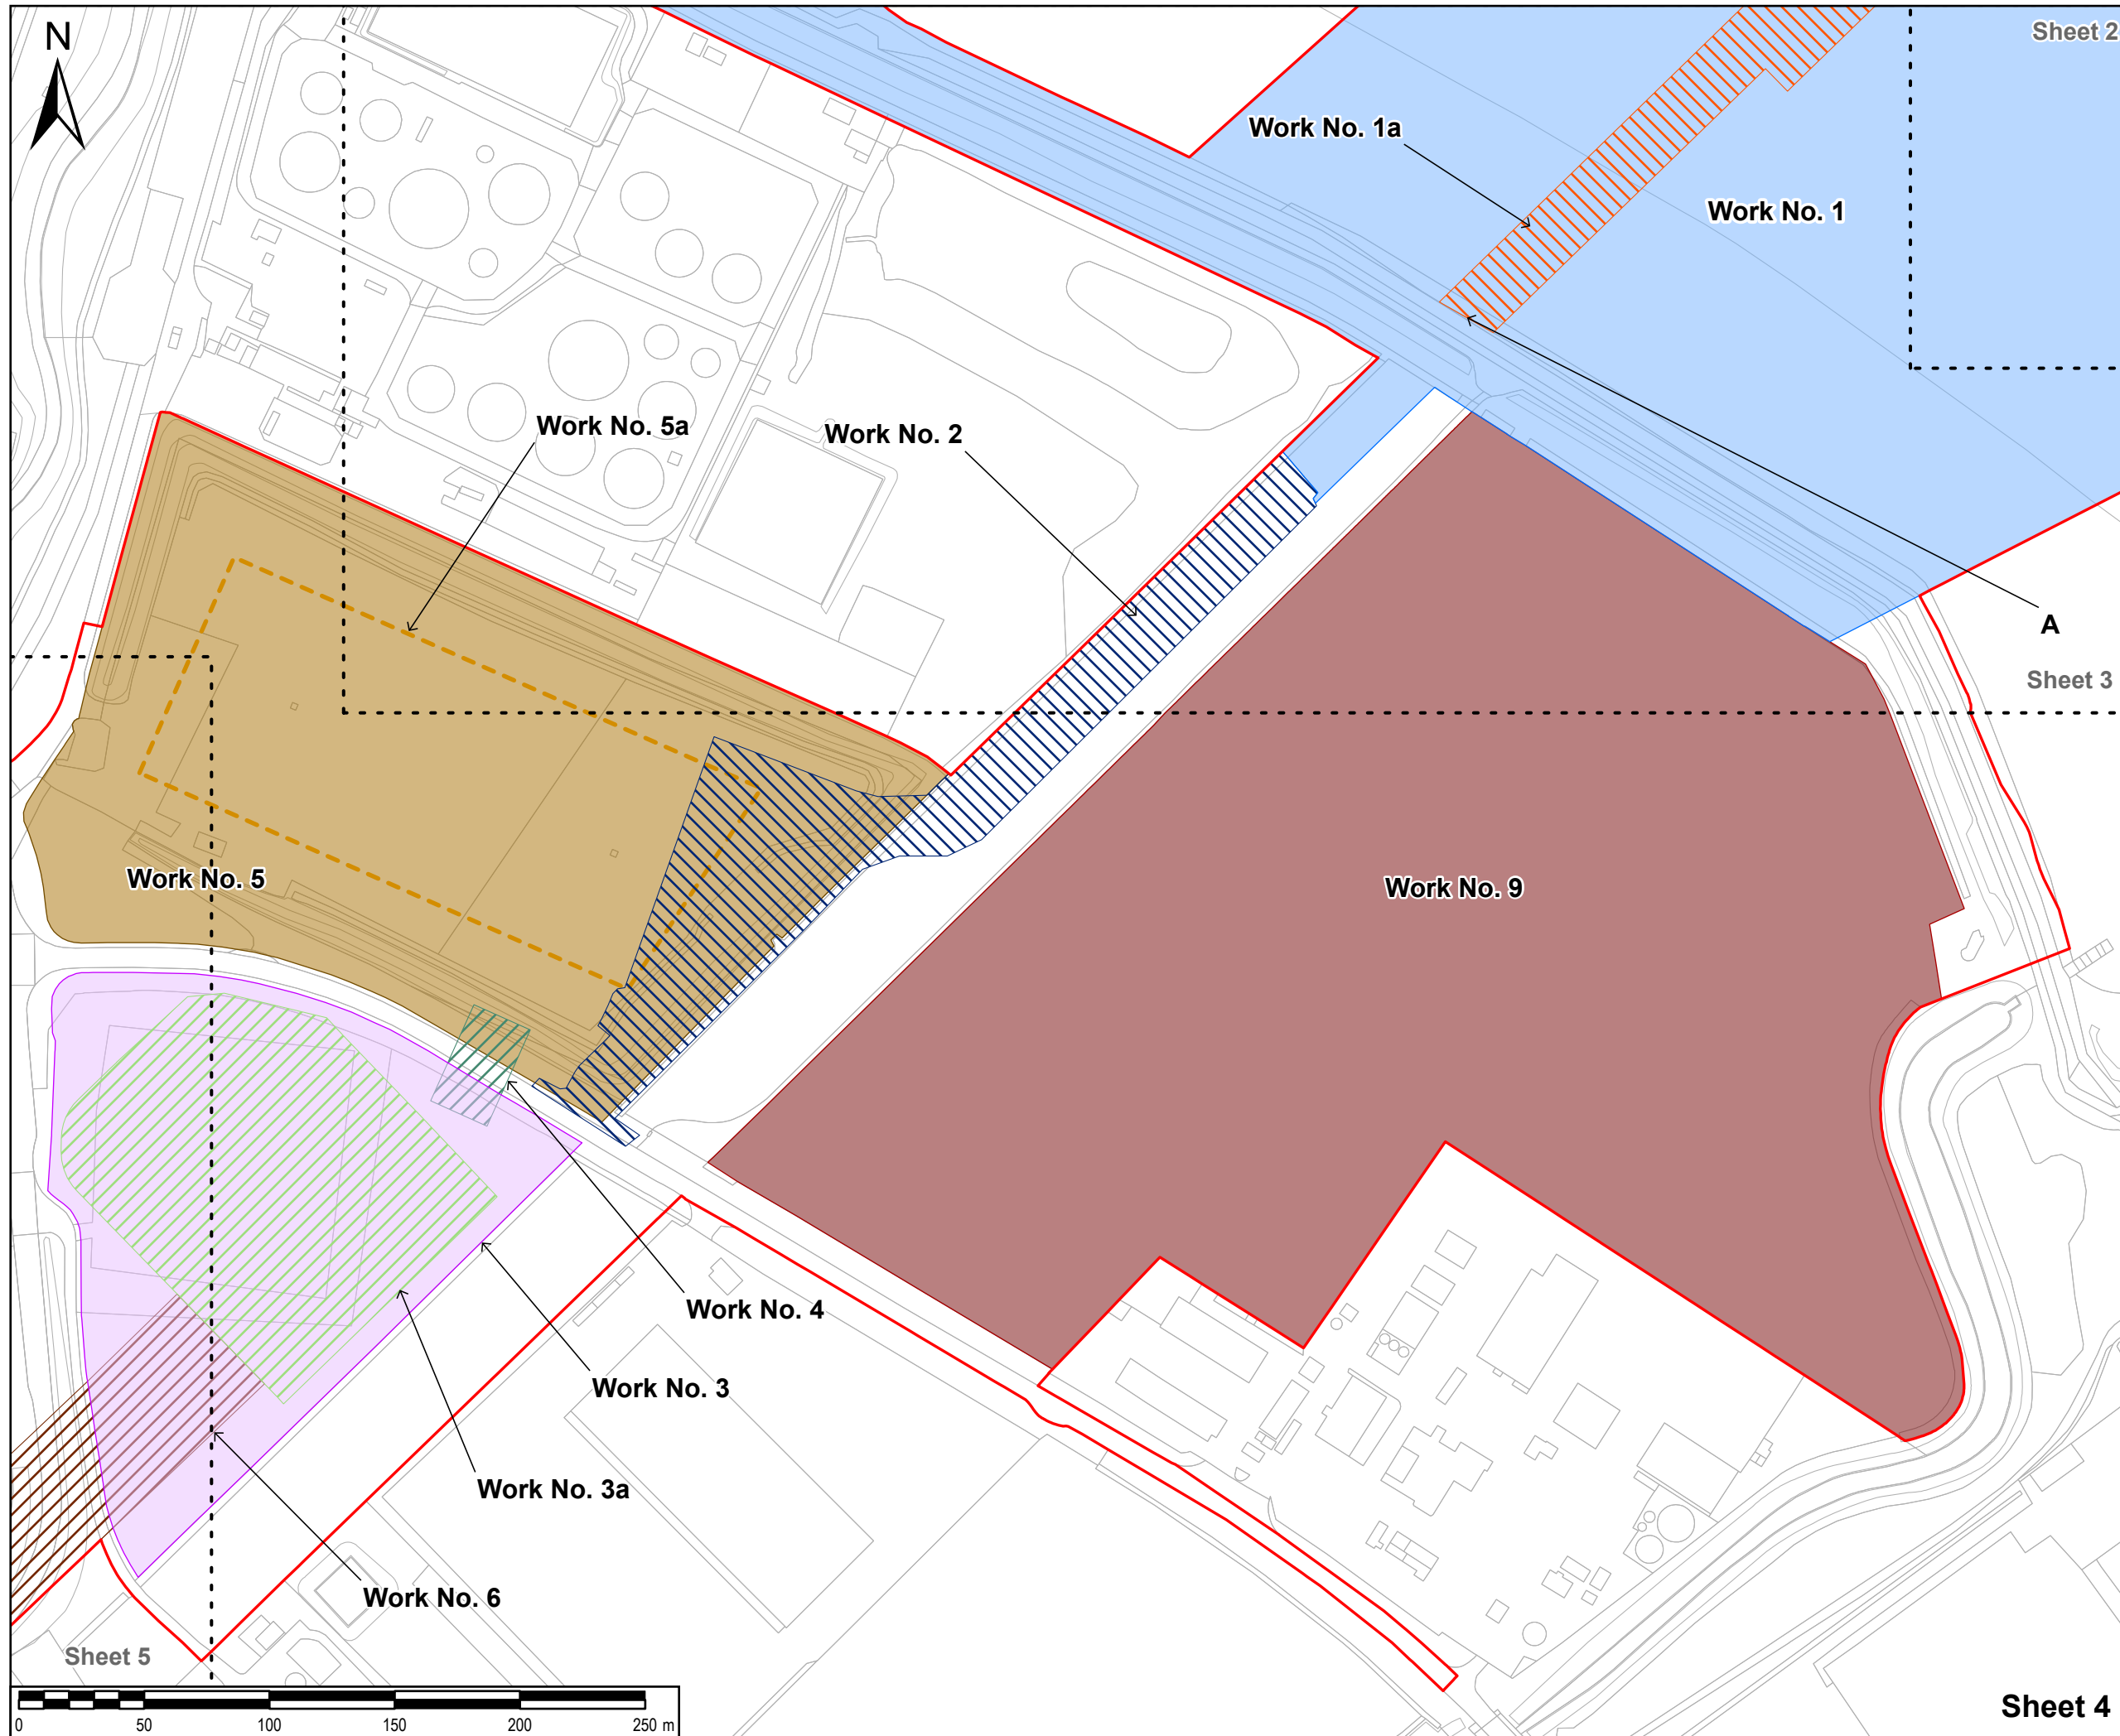 N
Sheet 2
Work No. 1a
Work No. 1
Work No. 5a
Work No. 2
A
Sheet 3
Work No. 5
Work No. 9
Work No. 4
Work No. 3
Work No. 3a
Work No. 6
Sheet 5
0 50 100 150 200 250 m
Sheet 4